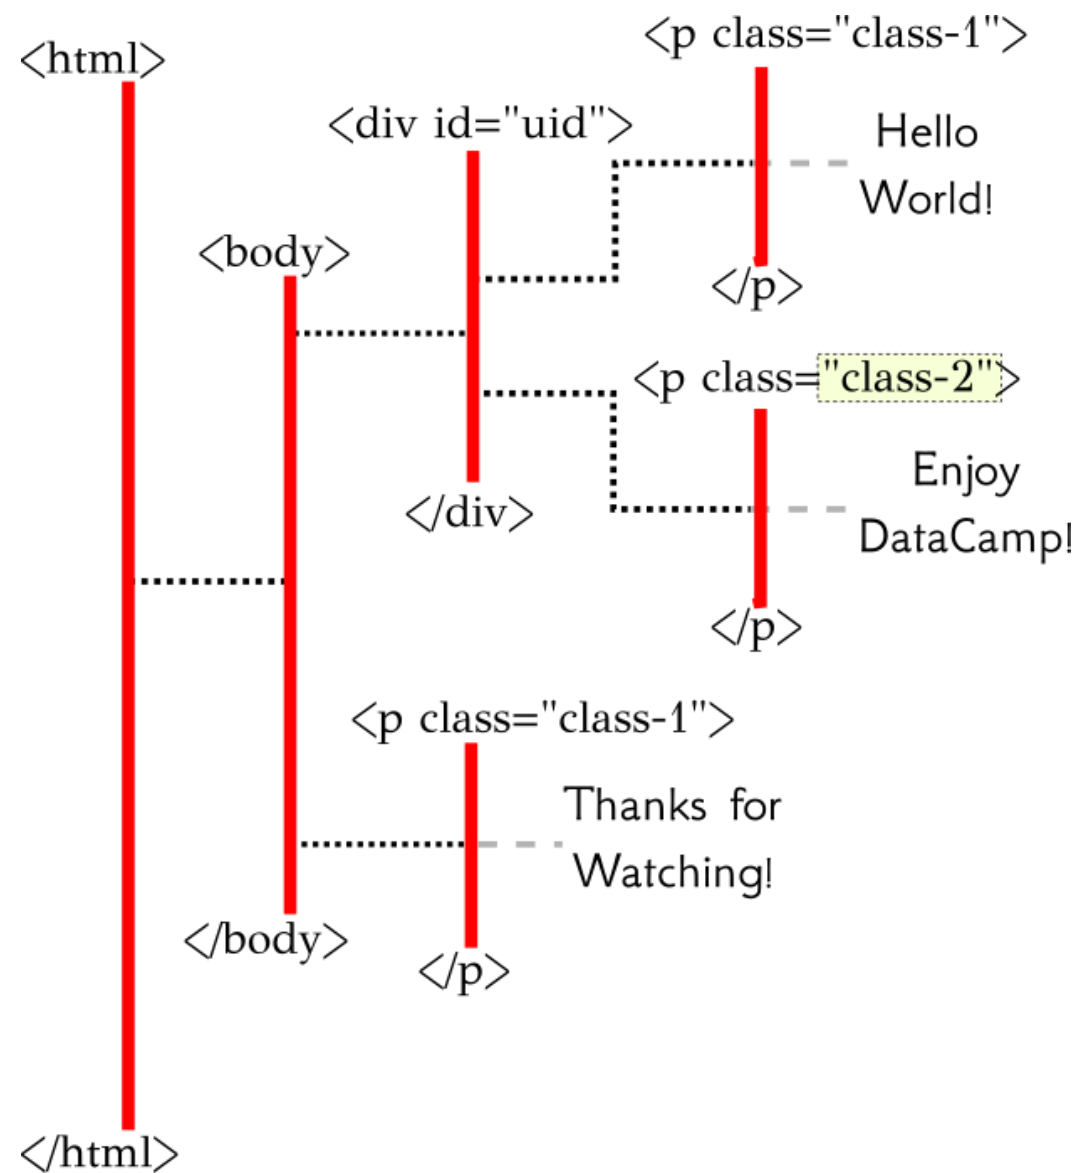 <html>
<body>
<div id="uid">
<p class="class-1">
Hello
World!
</p>
<p class="class-2">
Enjoy
DataCamp!
</p>
</div>
<p class="class-1">
Thanks for
Watching!
</p>
</body>
</html>